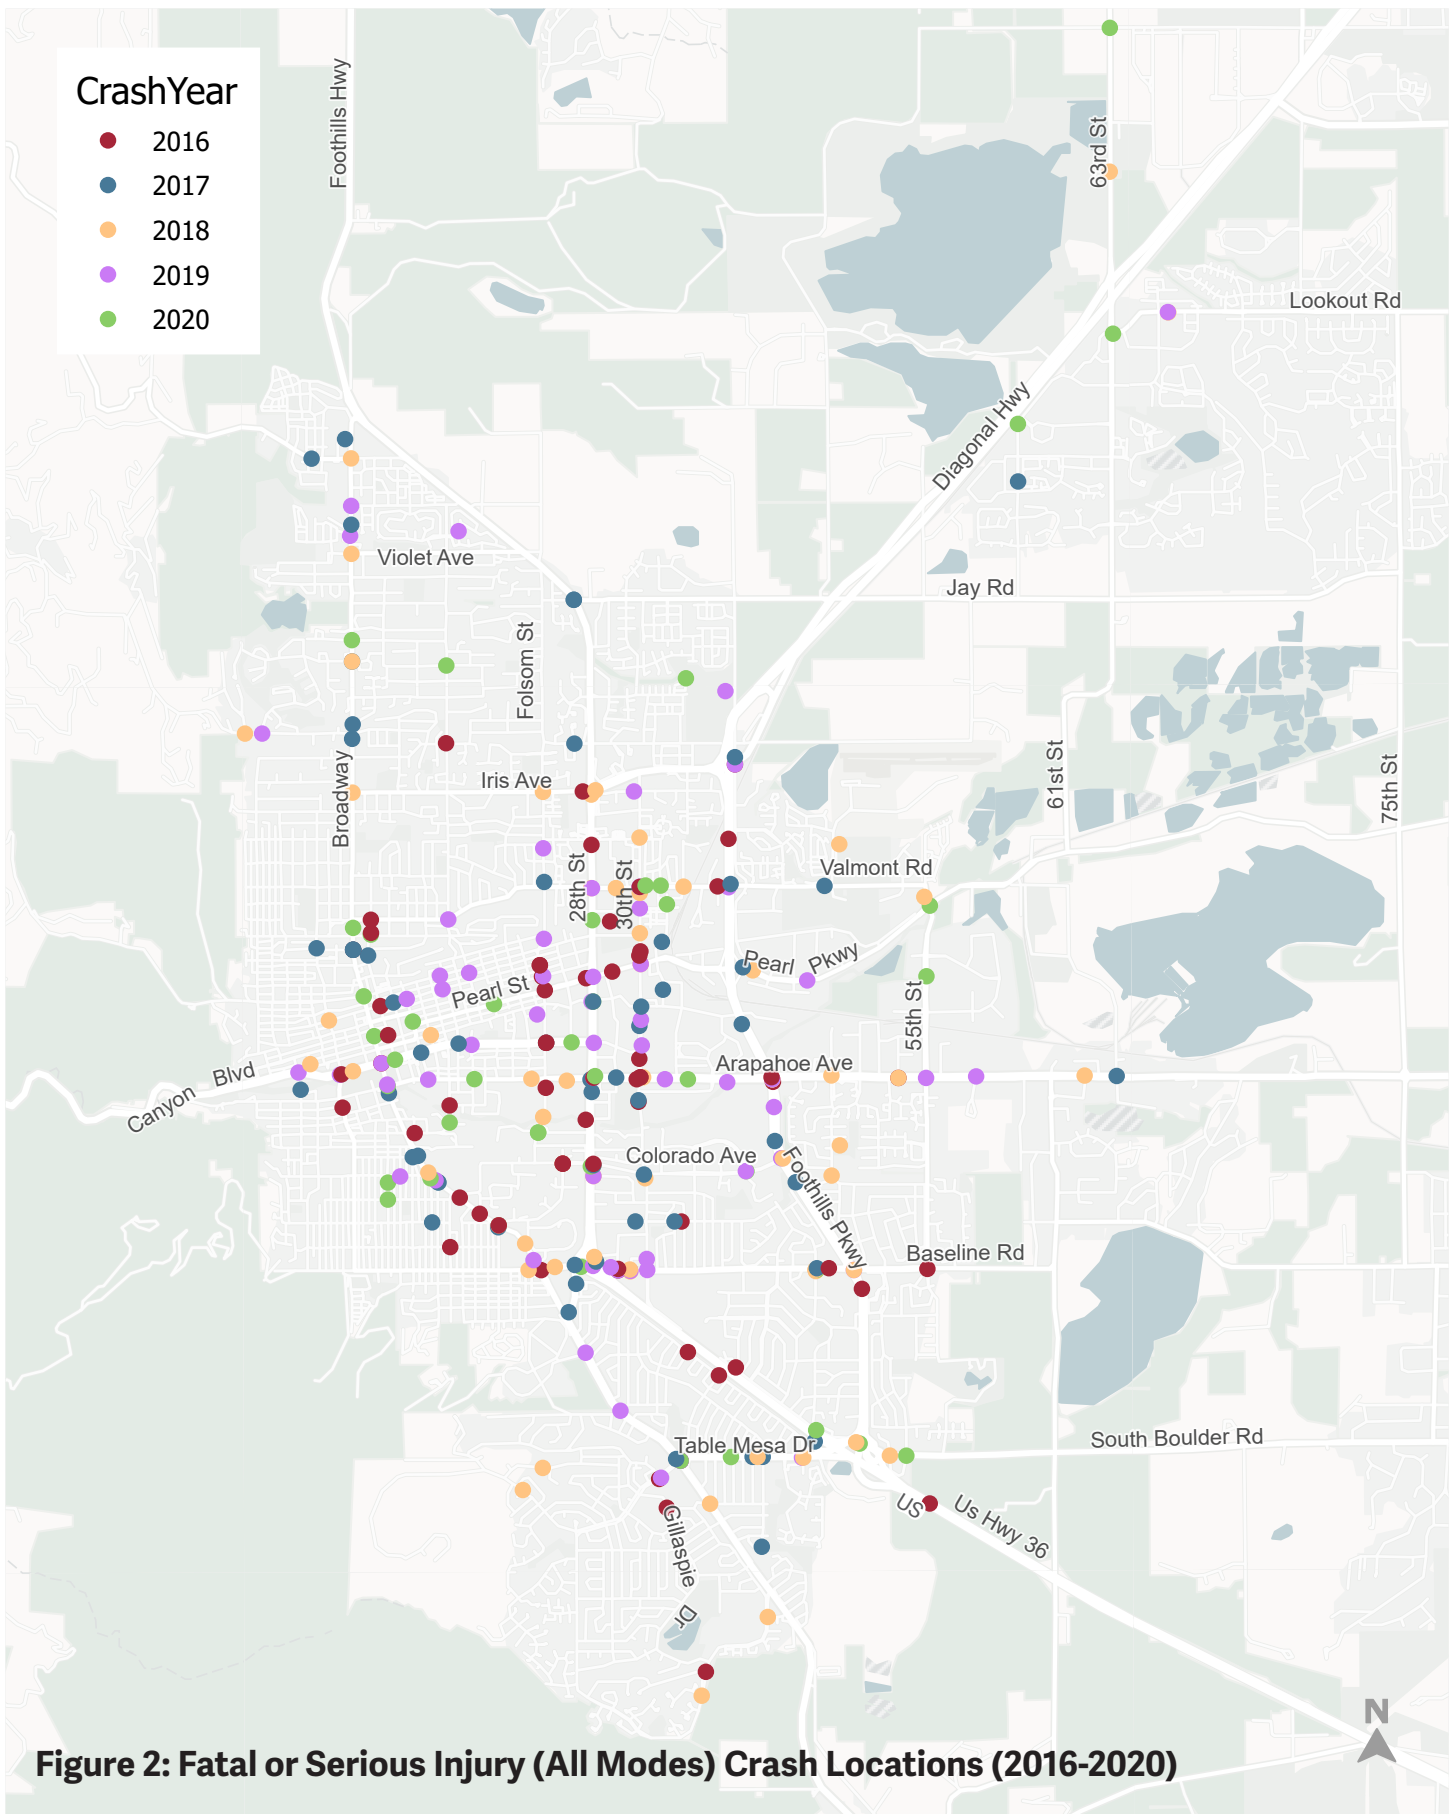 CrashYear
2016
2017
2018
2019
2020
Foothills Hwy
63rd St
Lookout Rd
Diagonal Hwy
Violet Ave
Jay Rd
Folsom St
Broadway
Iris Ave
61st St
75th St
28th St
30th St
Valmont Rd
Pearl Pkwy
Pearl St
55th St
Arapahoe Ave
Canyon Blvd
Colorado Ave
Foothills Pkwy
Baseline Rd
Table Mesa Dr
South Boulder Rd
US
Us Hwy 36
Gillaspie Dr
N
Figure 2: Fatal or Serious Injury (All Modes) Crash Locations (2016-2020)